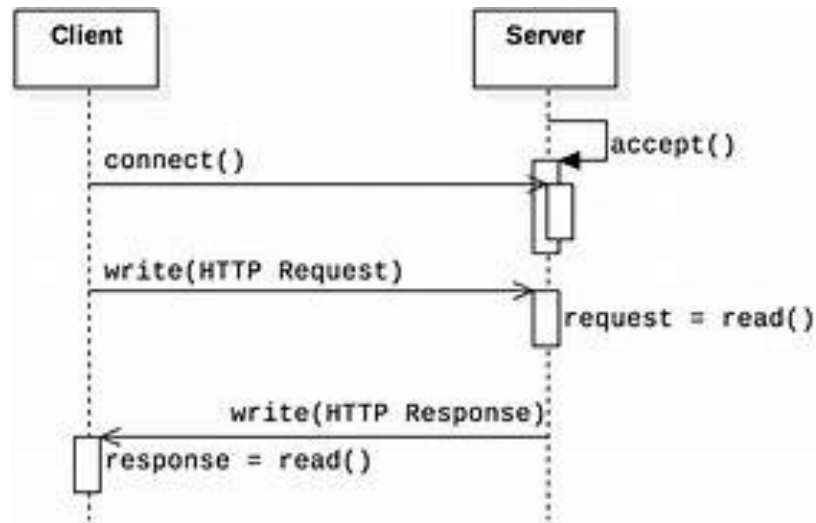 Client
Server
accept()
connect()
write(HTTP Request)
request = read()
write(HTTP Response)
response = read()